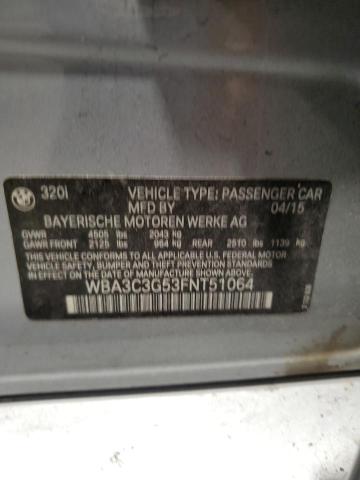 320i VEHICLE TYPE: PASSENGER CAR
MFD BY 04/15
BAYERISCHE MOTOREN WERKE AG
GVWR 4505 lbs 2043 kg
GAWR FRONT 2125 lbs 964 kg REAR 2510 lbs 1139 kg
THIS VEHICLE CONFORMS TO ALL APPLICABLE U.S. FEDERAL MOTOR
VEHICLE SAFETY, BUMPER AND THEFT PREVENTION STANDARDS
IN EFFECT ON THE DATE OF MANUFACTURE SHOWN ABOVE.
WBA3C3G53FNT51064